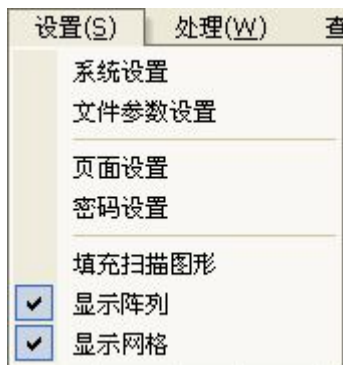 设置(S) 处理(W) 查
系统设置
文件参数设置
页面设置
密码设置
填充扫描图形
显示阵列
显示网格